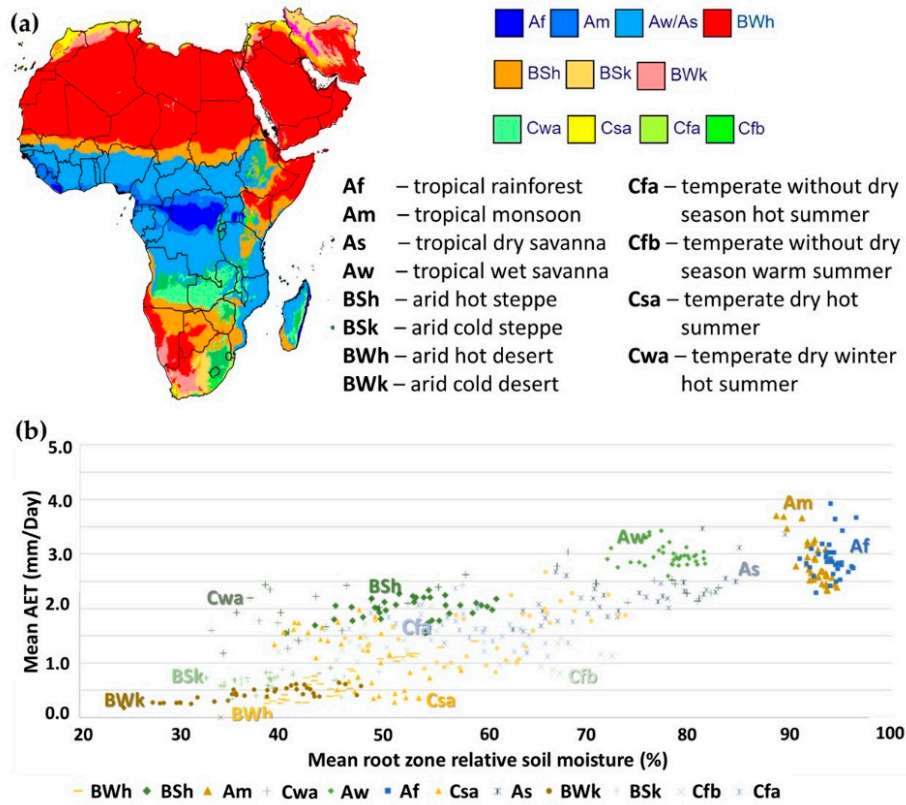 (a)
Af Am Aw/As BWh
BSh BSk BWk
Cwa Csa Cfa Cfb
Af – tropical rainforest
Am – tropical monsoon
As – tropical dry savanna
Aw – tropical wet savanna
BSh – arid hot steppe
BSk – arid cold steppe
BWh – arid hot desert
BWk – arid cold desert
Cfa – temperate without dry
season hot summer
Cfb – temperate without dry
season warm summer
Csa – temperate dry hot
summer
Cwa – temperate dry winter
hot summer
(b)
Mean AET (mm/Day)
5.0
4.0
3.0
2.0
1.0
0.0
Am
Af
Aw
As
BSh
Cwa
Cfa
BSk
Cfb
BWk
BWh
Csa
20 30 40 50 60 70 80 90 100
Mean root zone relative soil moisture (%)
BWh BSh Am Cwa Aw Af Csa As BWk BSk Cfb Cfa